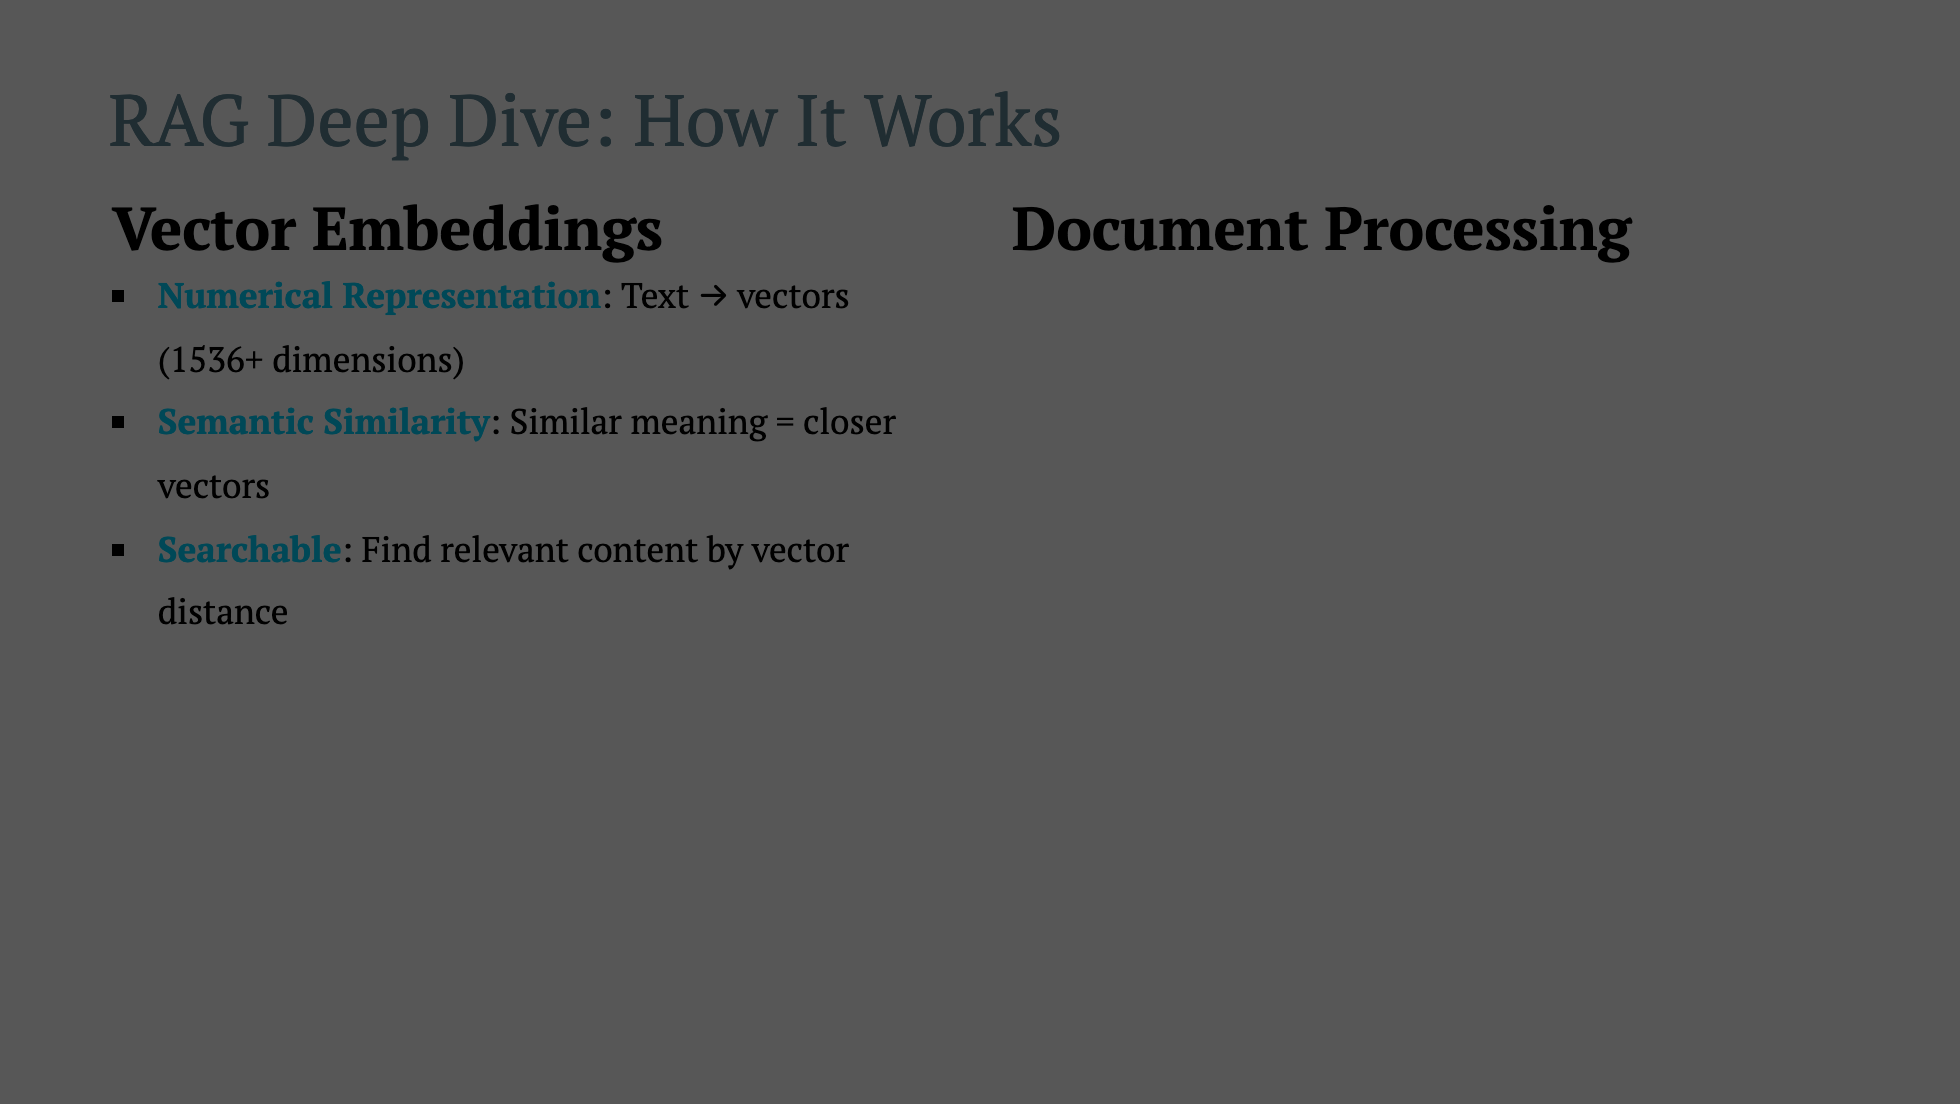 RAG Deep Dive: How It Works
Vector Embeddings
Numerical Representation: Text → vectors
(1536+ dimensions)
Semantic Similarity: Similar meaning = closer
vectors
Searchable: Find relevant content by vector
distance
Document Processing